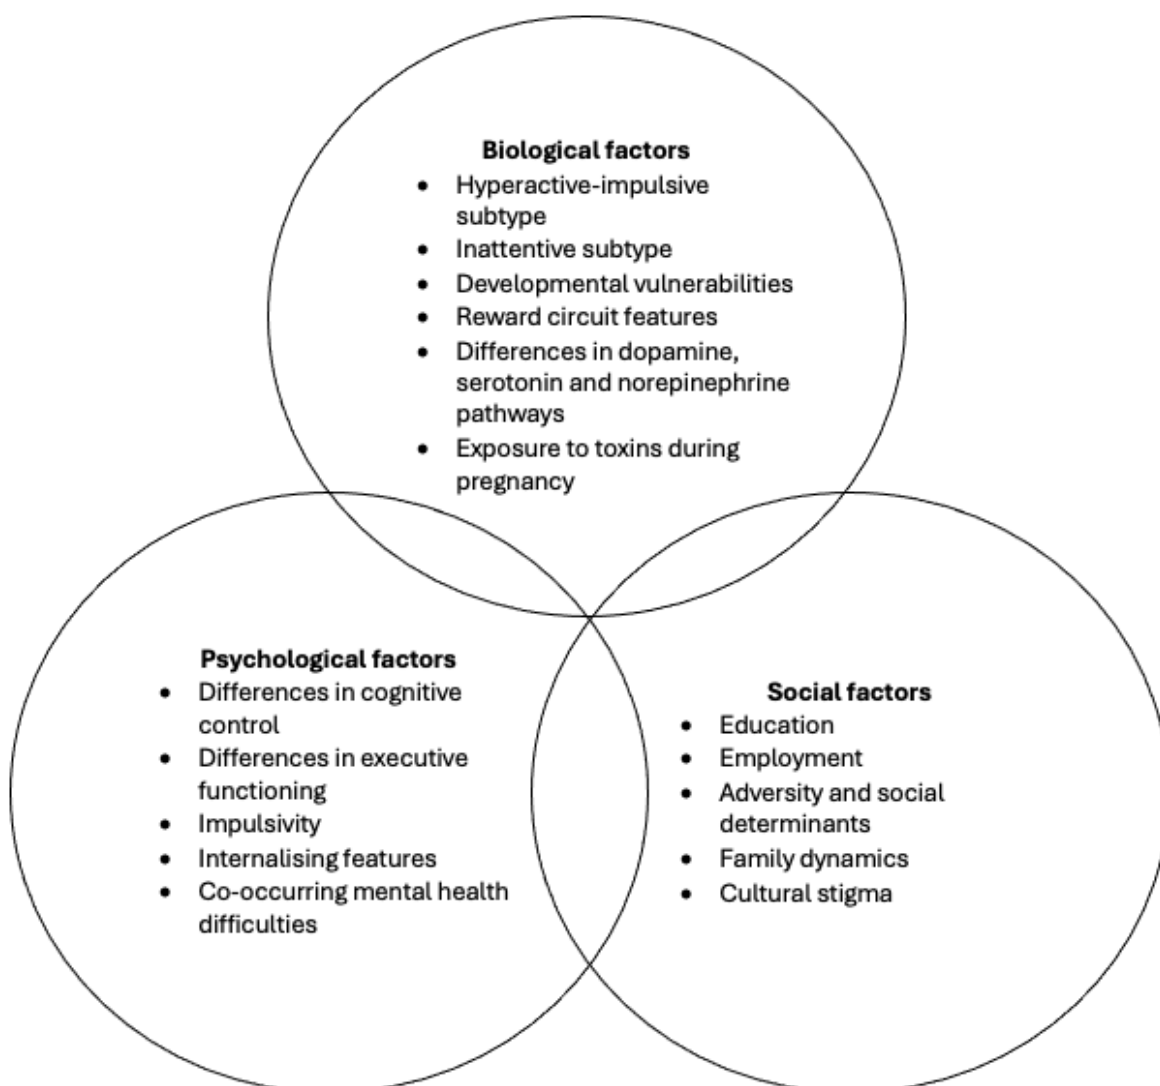 Biological factors
• Hyperactive-impulsive
subtype
• Inattentive subtype
• Developmental vulnerabilities
• Reward circuit features
• Differences in dopamine,
serotonin and norepinephrine
pathways
• Exposure to toxins during
pregnancy
Psychological factors
• Differences in cognitive
control
• Differences in executive
functioning
• Impulsivity
• Internalising features
• Co-occurring mental health
difficulties
Social factors
• Education
• Employment
• Adversity and social
determinants
• Family dynamics
• Cultural stigma